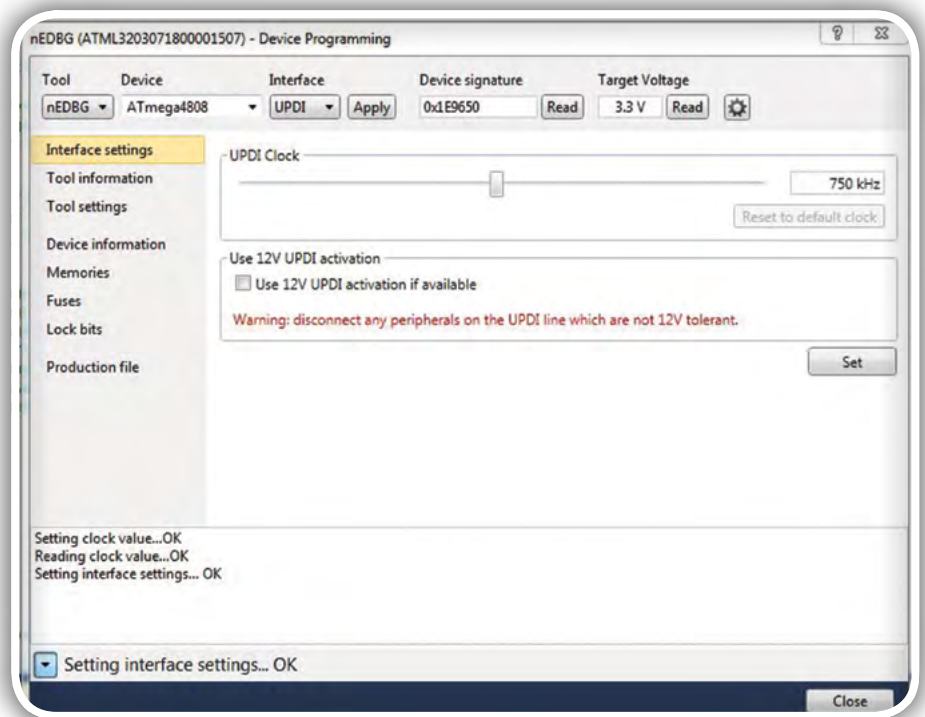 nEDBG (ATML3203071800001507) - Device Programming
Tool Device Interface Device signature Target Voltage
nEDBG ATmega4808 UPDI Apply 0x1E9650 Read 3.3 V Read
Interface settings
Tool information
Tool settings
Device information
Memories
Fuses
Lock bits
Production file
UPDI Clock
750 kHz
Reset to default clock
Use 12V UPDI activation
Use 12V UPDI activation if available
Warning: disconnect any peripherals on the UPDI line which are not 12V tolerant.
Set
Setting clock value...OK
Reading clock value...OK
Setting interface settings... OK
Setting interface settings... OK
Close